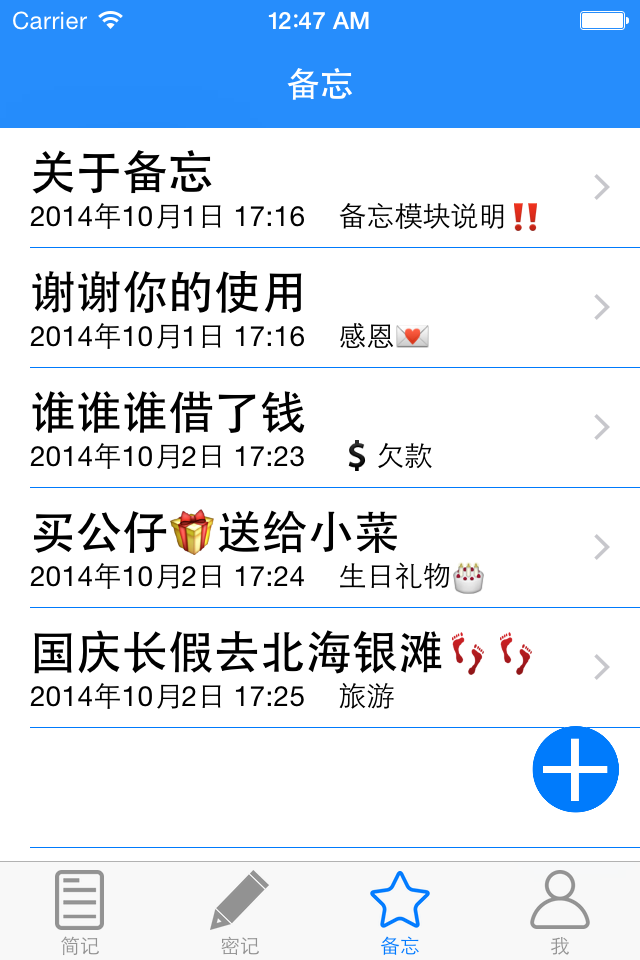 Carrier 12:47 AM
备忘
关于备忘
2014年10月1日 17:16 备忘模块说明‼️
谢谢你的使用
2014年10月1日 17:16 感恩💌
谁谁谁借了钱
2014年10月2日 17:23 💲欠款
买公仔🎁送给小菜
2014年10月2日 17:24 生日礼物🎂
国庆长假去北海银滩👣👣
2014年10月2日 17:25 旅游
简记 密记 备忘 我